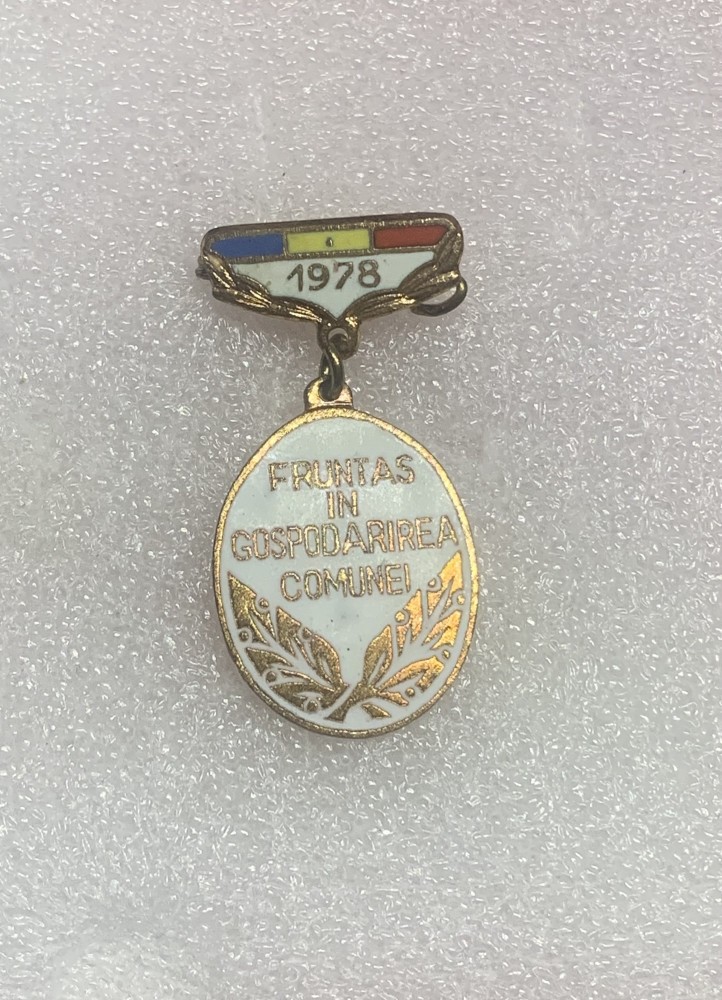 1978
FRUNTAS
IN
GOSPODARIREA
COMUNEI